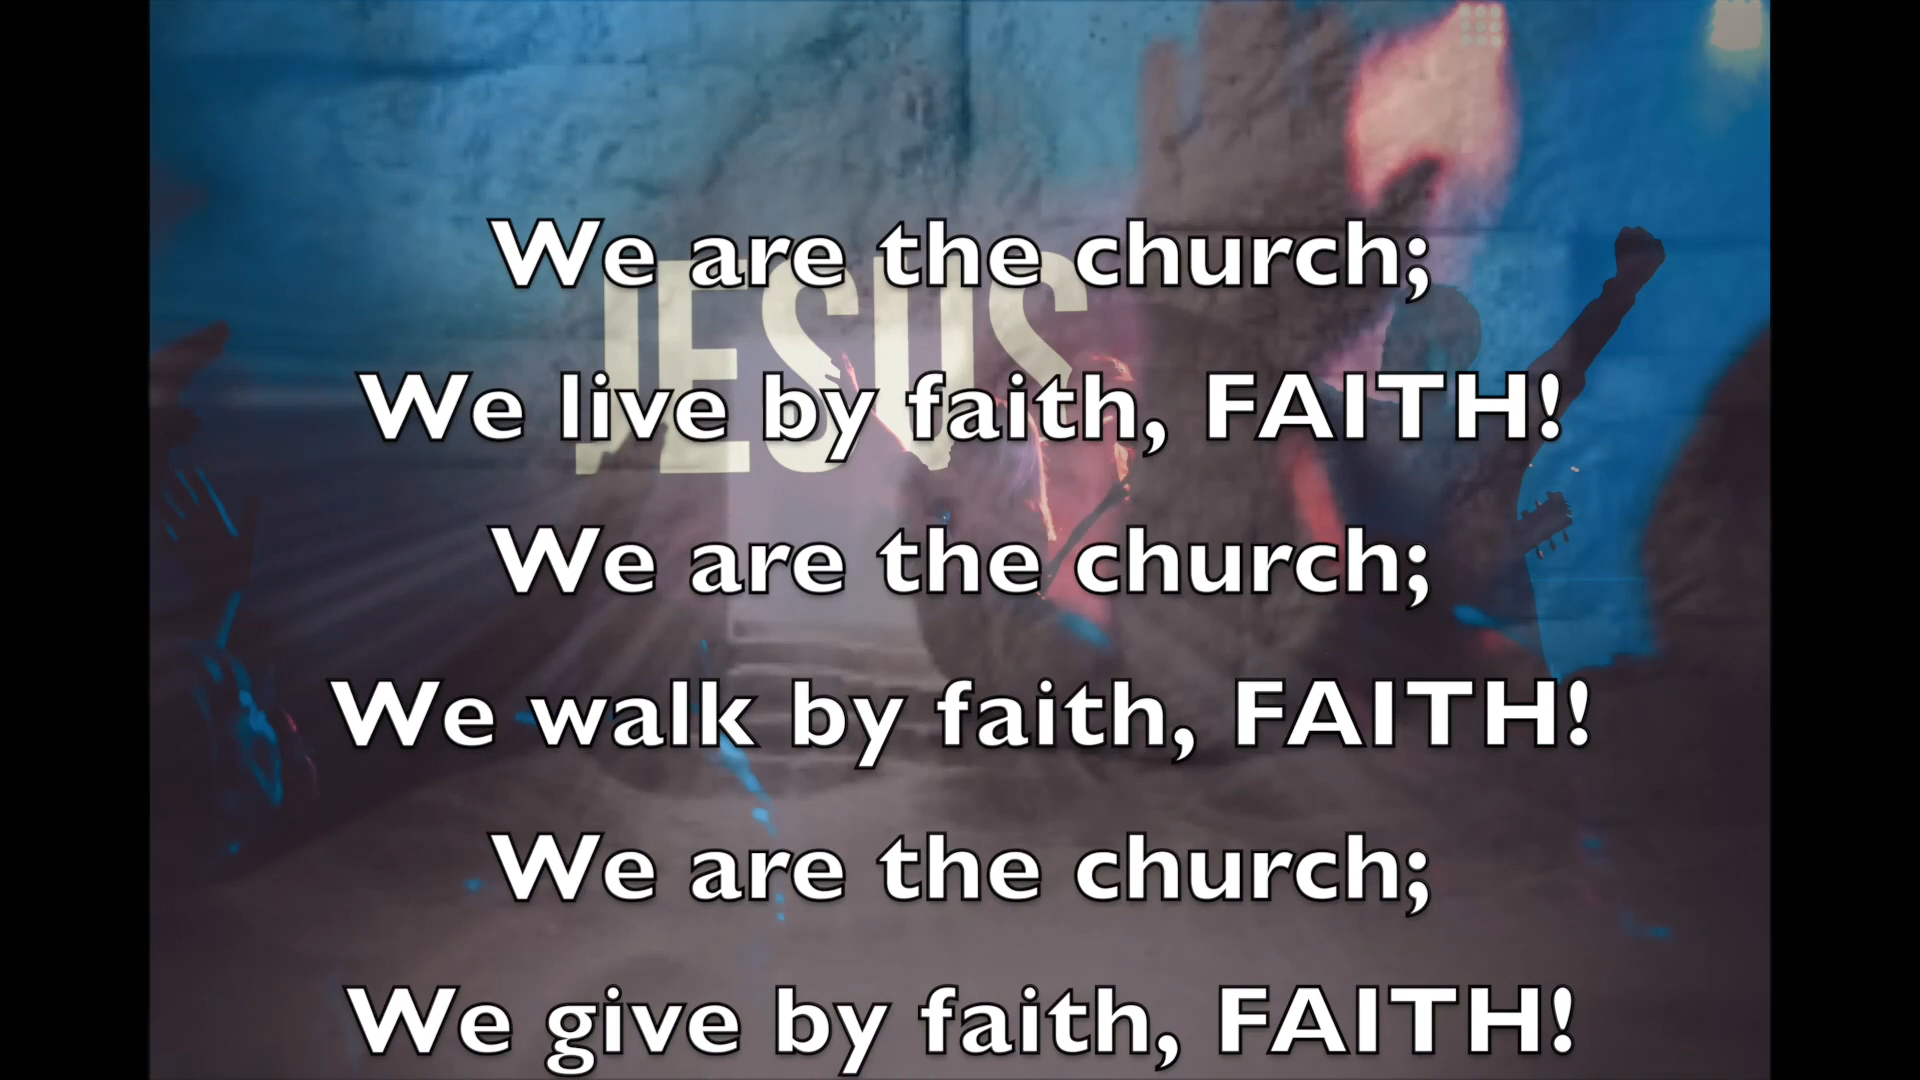 We are the church;
JESUS
We live by faith, FAITH!
We are the church;
We walk by faith, FAITH!
We are the church;
We give by faith, FAITH!